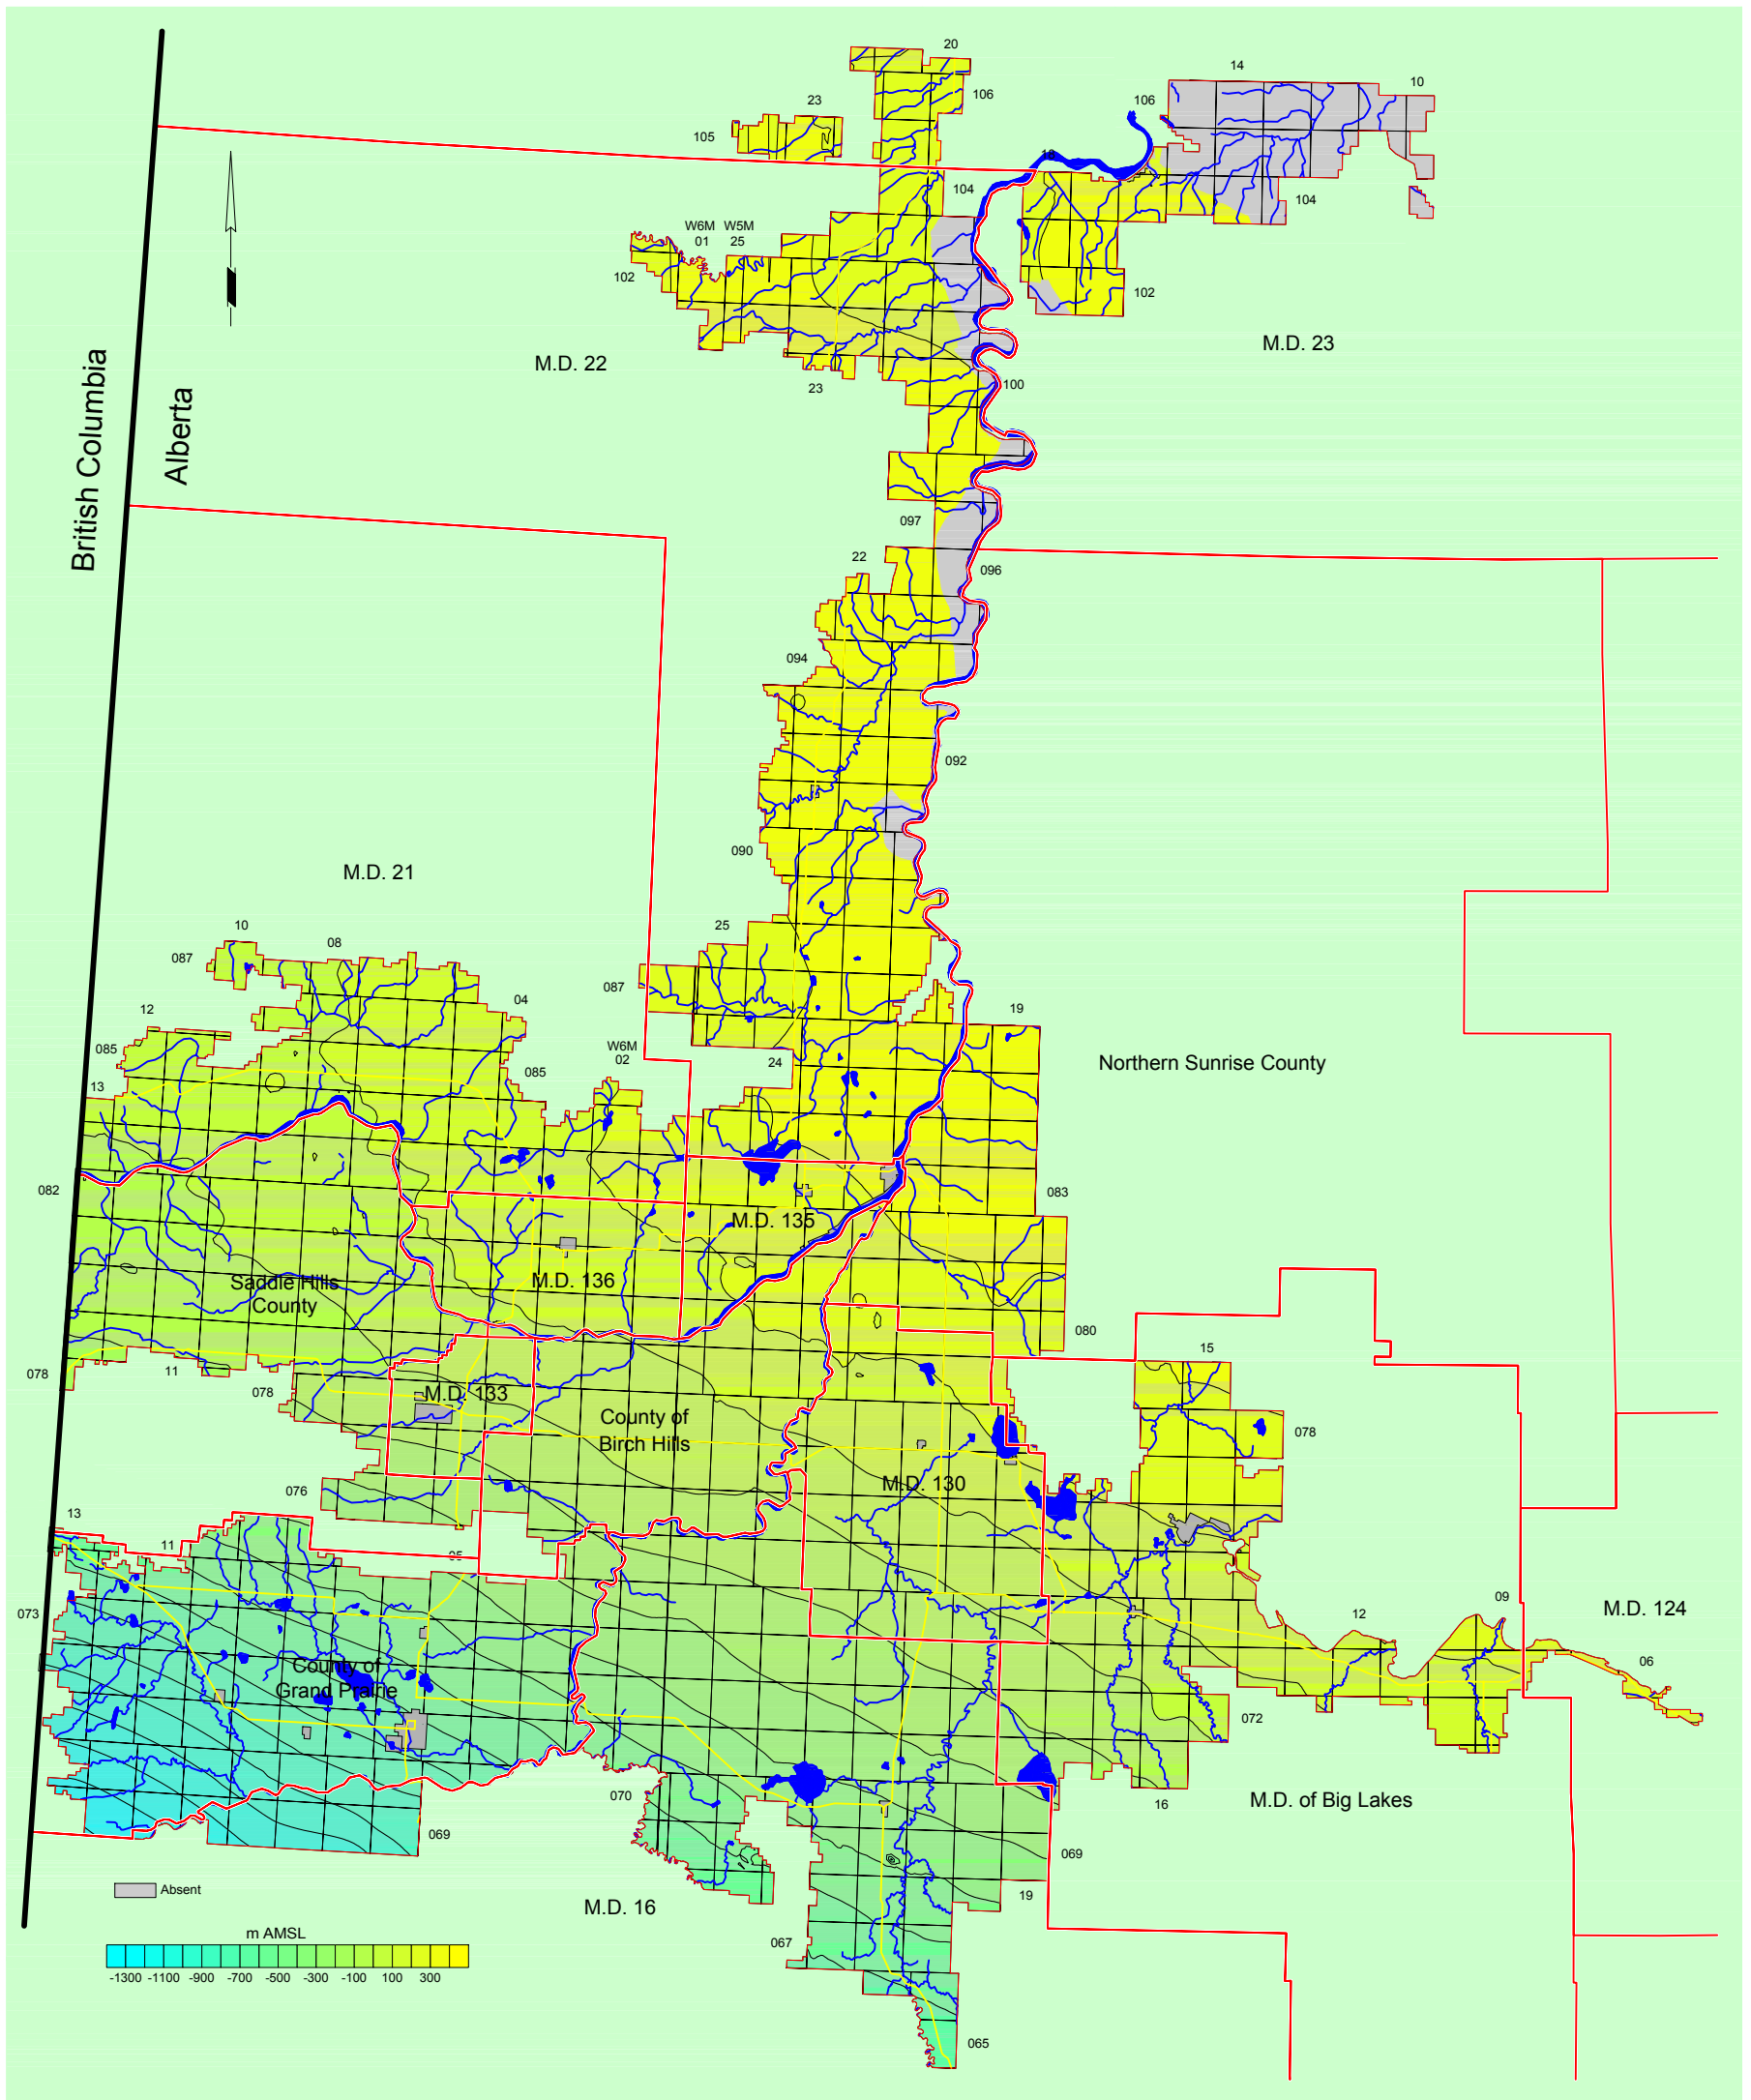 20
14
10
106
106
23
105
18
104
104
W6M W5M
01 25
102
102
M.D. 23
M.D. 22
23
100
British Columbia
Alberta
097
22
096
094
092
090
M.D. 21
25
10
08
087
087
04
19
12
W6M
02
085
24
085
Northern Sunrise County
13
082
083
M.D. 135
Saddle Hills
County
M.D. 136
080
15
078
11
078
M.D. 133
County of
Birch Hills
078
M.D. 130
076
13
11
05
073
12
09
M.D. 124
06
County of
Grand Prairie
072
070
16
M.D. of Big Lakes
069
069
Absent
19
M.D. 16
m AMSL
067
-1300 -1100 -900 -700 -500 -300 -100 100 300
065